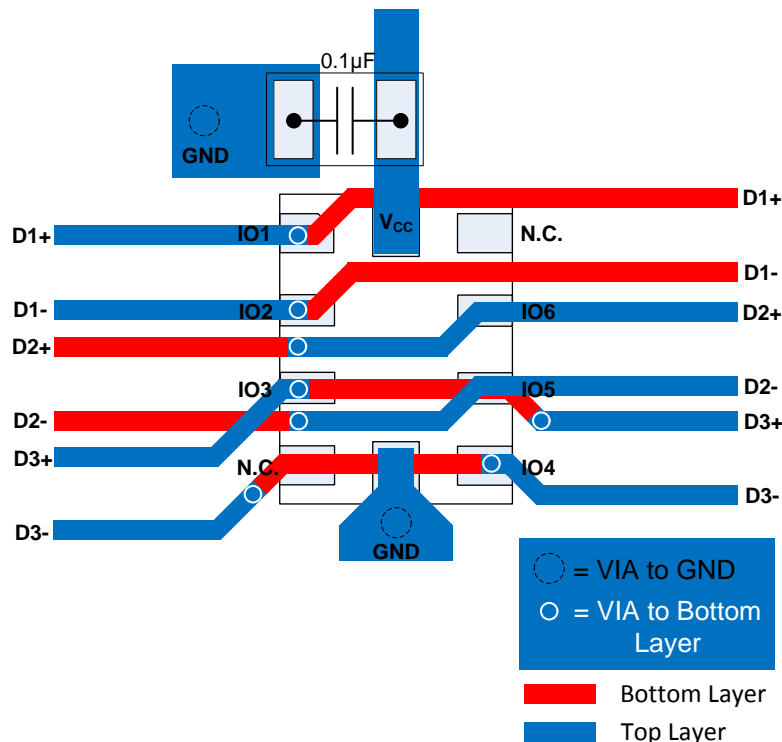 0.1µF
GND
D1+
D1+
IO1
VCC
N.C.
D1-
D1-
IO2
IO6
D2+
D2+
IO3
IO5
D2-
D2-
D3+
D3+
N.C.
IO4
D3-
D3-
GND
= VIA to GND
= VIA to Bottom
Layer
Bottom Layer
Top Layer